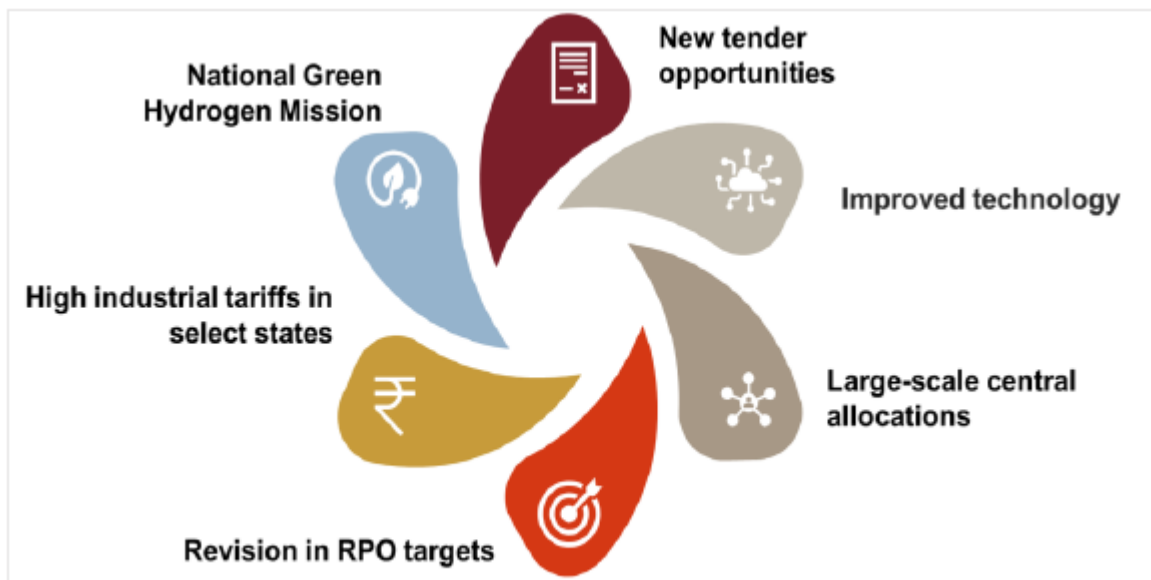 New tender
opportunities
Improved technology
Large-scale central
allocations
Revision in RPO targets
High industrial tariffs in
select states
National Green
Hydrogen Mission